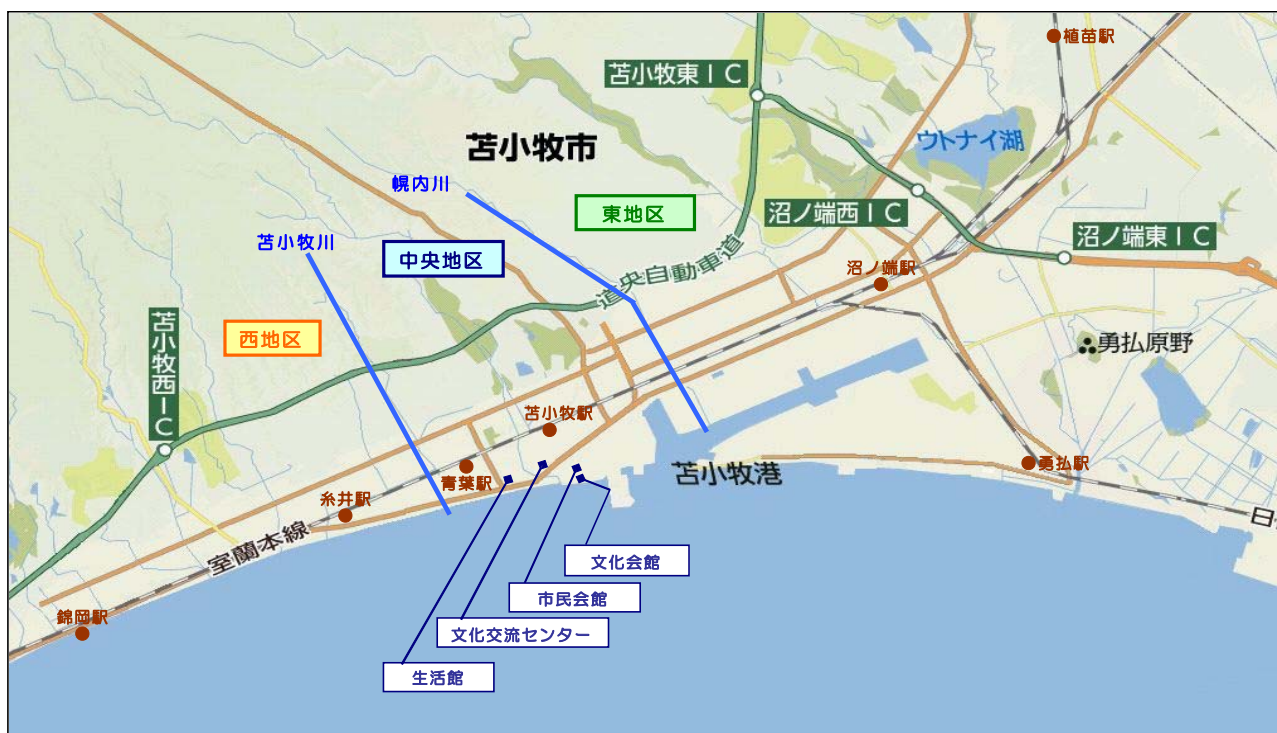 植苗駅
苫小牧東IC
苫小牧市
ウトナイ湖
幌内川
東地区
沼ノ端西IC
沼ノ端東IC
苫小牧川
中央地区
道央自動車道
沼ノ端駅
西地区
苫小牧西IC
勇払原野
苫小牧駅
苫小牧港
勇払駅
青葉駅
糸井駅
日
室蘭本線
文化会館
市民会館
錦岡駅
文化交流センター
生活館